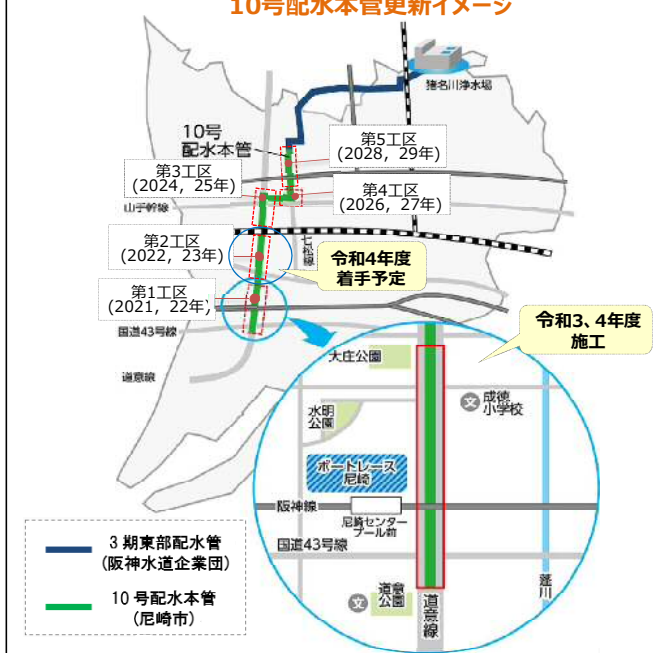 10号配水本管更新イメージ
猪名川浄水場
10号
配水本管
第5工区
(2028, 29年)
第3工区
(2024, 25年)
第4工区
(2026, 27年)
山手幹線
七松線
第2工区
(2022, 23年)
令和4年度
着手予定
第1工区
(2021, 22年)
国道43号線
道意線
令和3、4年度
施工
大庄公園
水明
公園
文
成徳
小学校
ボートレース
尼崎
阪神線
尼崎センター
プール前
国道43号線
文
道意
公園
道意線
蓬川
3期東部配水管
(阪神水道企業団)
10号配水本管
(尼崎市)